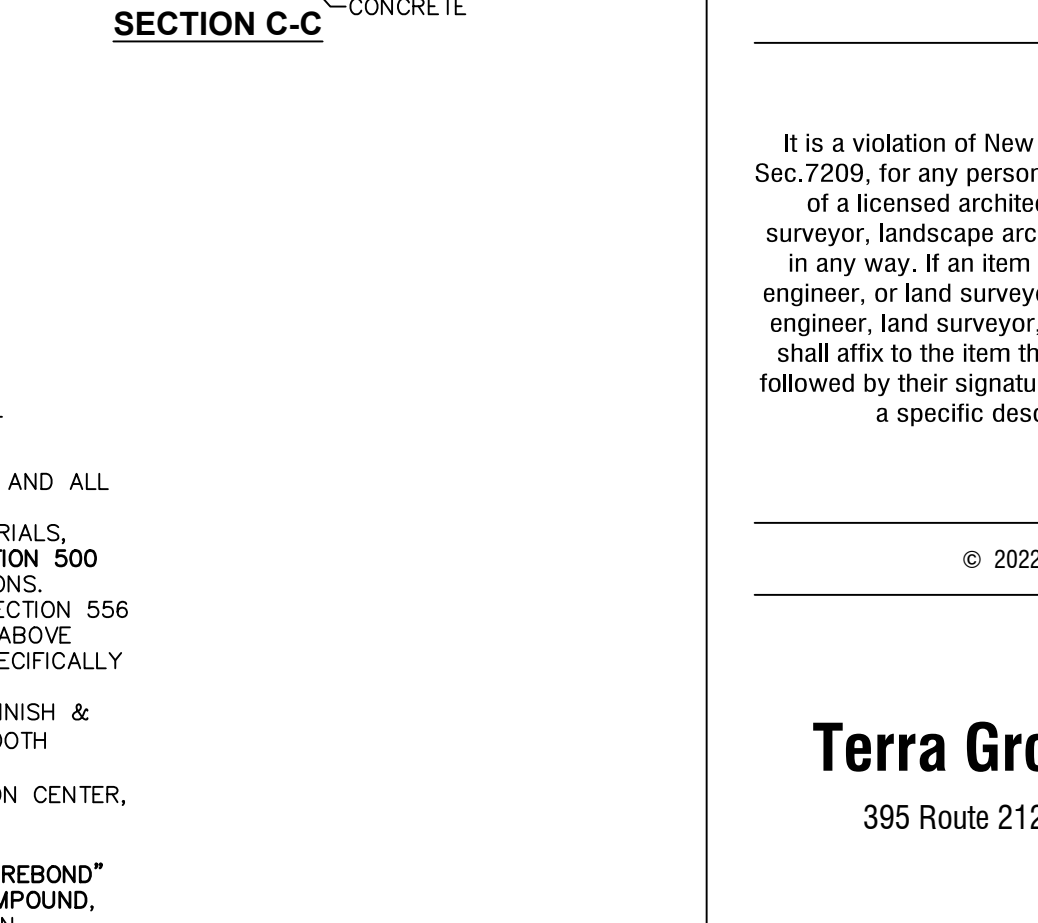 CONCRETE
SECTION C-C
AND ALL
RIALS,
TION 500
ONS.
ECTION 556
ABOVE
ECIFICALLY
INISH &
OOTH
ON CENTER,
REBOND"
MPOUND,
It is a violation of New
Sec.7209, for any person
of a licensed archite
surveyor, landscape arc
in any way. If an item
engineer, or land survey
engineer, land surveyor,
shall affix to the item th
followed by their signatu
a specific desc
© 2022
Terra Gro
395 Route 212